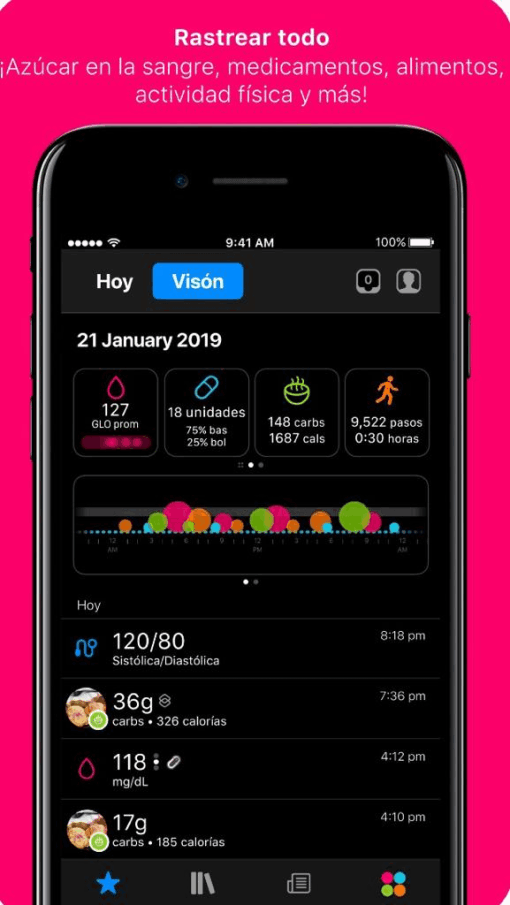 Rastrear todo
¡Azúcar en la sangre, medicamentos, alimentos,
actividad física y más!
9:41 AM
100%
Hoy
Visón
0
21 January 2019
127
GLO prom
18 unidades
75% bas
25% bol
148 carbs
1687 cals
9,522 pasos
0:30 horas
12 3 6 9 12 3 6 9 12
AM PM AM
Hoy
120/80
8:18 pm
Sistólica/Diastólica
36g
7:36 pm
carbs • 326 calorías
118
4:12 pm
mg/dL
17g
4:10 pm
carbs • 185 calorías